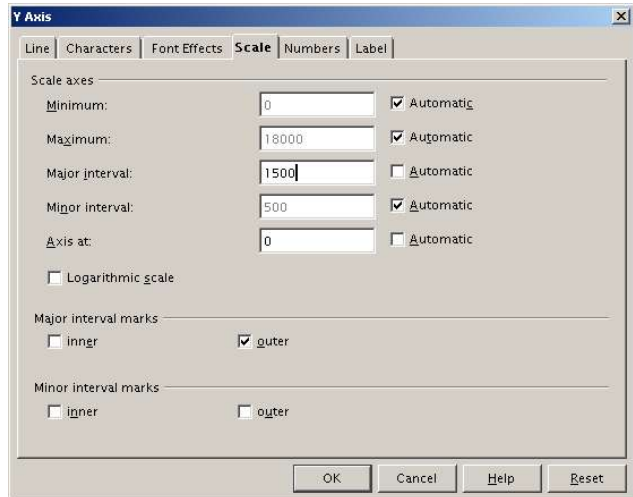 Y Axis
Line Characters Font Effects Scale Numbers Label
Scale axes
Minimum: 0 Automatic
Maximum: 18000 Automatic
Major interval: 1500 Automatic
Minor interval: 500 Automatic
Axis at: 0 Automatic
Logarithmic scale
Major interval marks
inner outer
Minor interval marks
inner outer
OK Cancel Help Reset